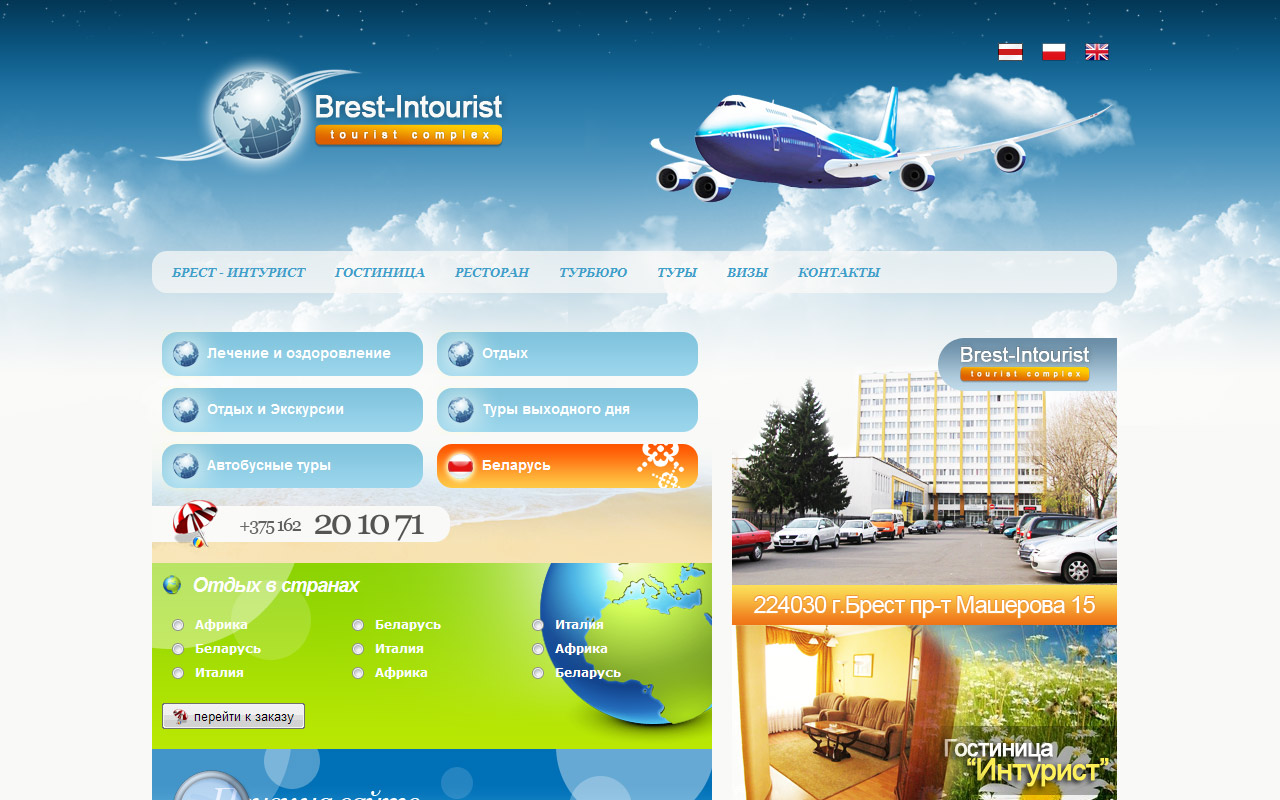 Brest-Intourist
tourist complex
БРЕСТ - ИНТУРИСТ ГОСТИНИЦА РЕСТОРАН ТУРБЮРО ТУРЫ ВИЗЫ КОНТАКТЫ
Лечение и оздоровление Отдых
Отдых и Экскурсии Туры выходного дня
Автобусные туры Беларусь
+375 162 20 10 71
Отдых в странах
Африка Беларусь Италия
Беларусь Италия Африка
Италия Африка Беларусь
перейти к заказу
Brest-Intourist
tourist complex
224030 г.Брест пр-т Машерова 15
Гостиница
“Интурист”